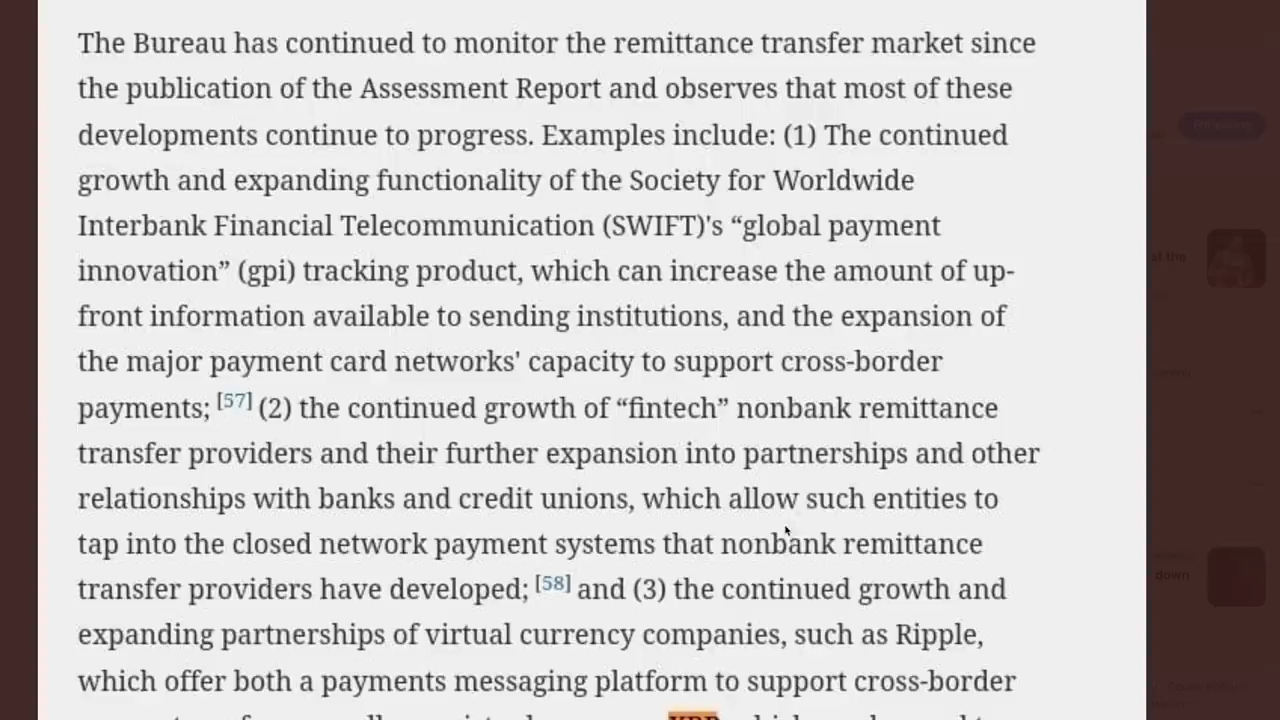 The Bureau has continued to monitor the remittance transfer market since
the publication of the Assessment Report and observes that most of these
developments continue to progress. Examples include: (1) The continued
growth and expanding functionality of the Society for Worldwide
Interbank Financial Telecommunication (SWIFT)'s “global payment
innovation” (gpi) tracking product, which can increase the amount of up-
front information available to sending institutions, and the expansion of
the major payment card networks' capacity to support cross-border
payments; [57] (2) the continued growth of “fintech” nonbank remittance
transfer providers and their further expansion into partnerships and other
relationships with banks and credit unions, which allow such entities to
tap into the closed network payment systems that nonbank remittance
transfer providers have developed; [58] and (3) the continued growth and
expanding partnerships of virtual currency companies, such as Ripple,
which offer both a payments messaging platform to support cross-border
XRP
down